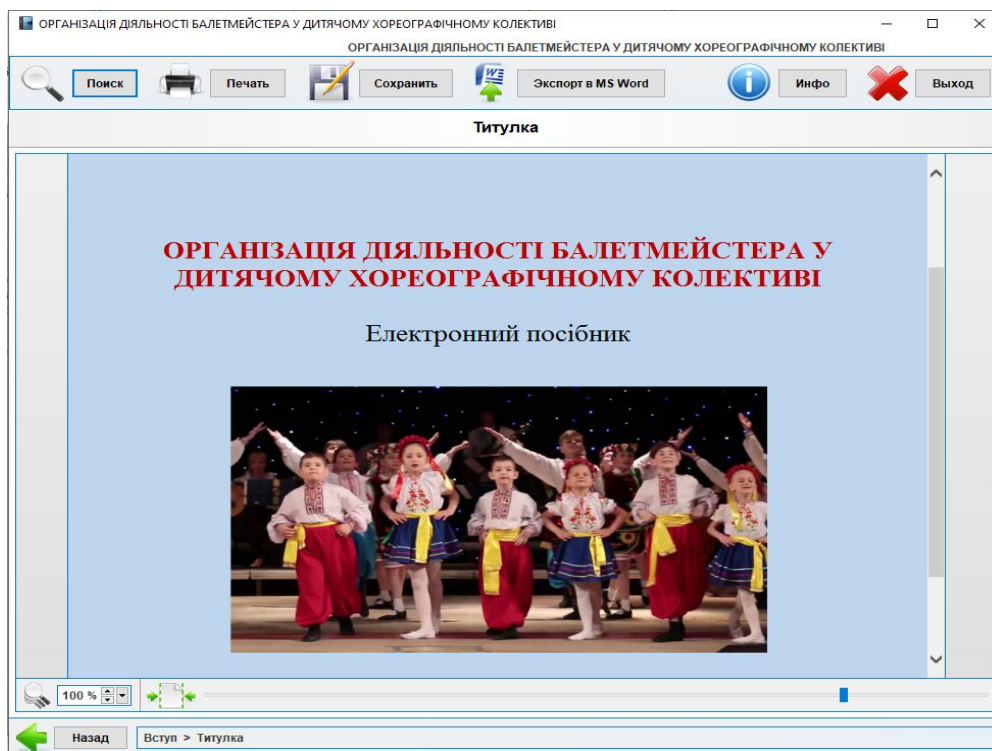 ОРГАНІЗАЦІЯ ДІЯЛЬНОСТІ БАЛЕТМЕЙСТЕРА У ДИТЯЧОМУ ХОРЕОГРАФІЧНОМУ КОЛЕКТИВІ
ОРГАНІЗАЦІЯ ДІЯЛЬНОСТІ БАЛЕТМЕЙСТЕРА У ДИТЯЧОМУ ХОРЕОГРАФІЧНОМУ КОЛЕКТИВІ
Поиск Печать Сохранить Экспорт в MS Word Инфо Выход
Титулка
ОРГАНІЗАЦІЯ ДІЯЛЬНОСТІ БАЛЕТМЕЙСТЕРА У
ДИТЯЧОМУ ХОРЕОГРАФІЧНОМУ КОЛЕКТИВІ
Електронний посібник
100 %
Назад Вступ > Титулка